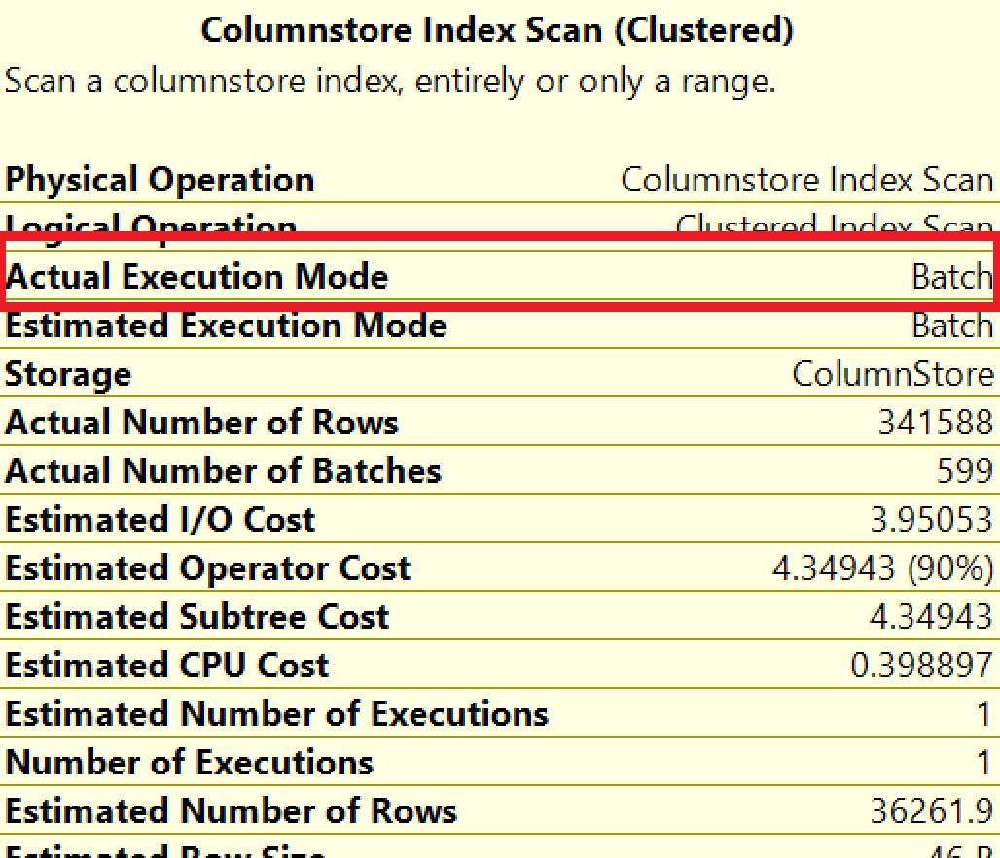 Columnstore Index Scan (Clustered)
Scan a columnstore index, entirely or only a range.
Physical Operation Columnstore Index Scan
Logical Operation Clustered Index Scan
Actual Execution Mode Batch
Estimated Execution Mode Batch
Storage ColumnStore
Actual Number of Rows 341588
Actual Number of Batches 599
Estimated I/O Cost 3.95053
Estimated Operator Cost 4.34943 (90%)
Estimated Subtree Cost 4.34943
Estimated CPU Cost 0.398897
Estimated Number of Executions 1
Number of Executions 1
Estimated Number of Rows 36261.9
Estimated Row Size 46 B